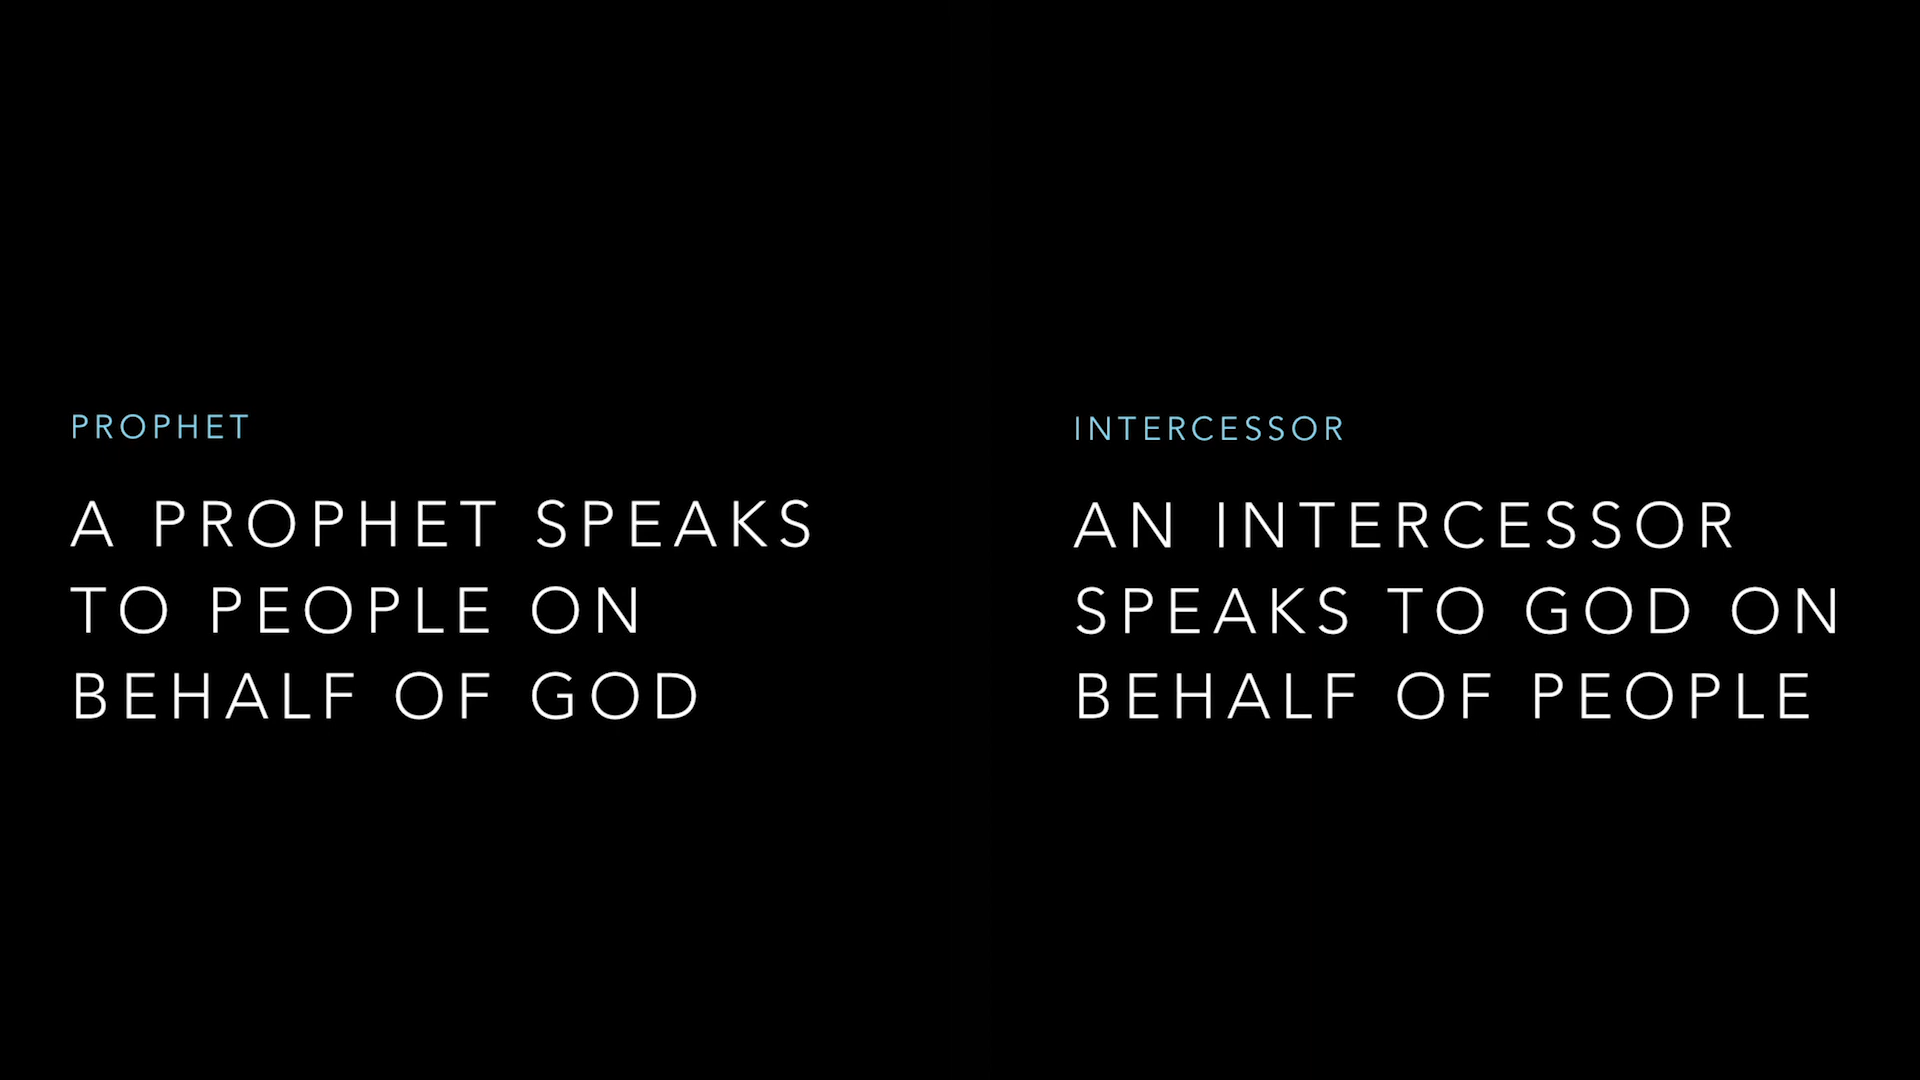 PROPHET
A PROPHET SPEAKS
TO PEOPLE ON
BEHALF OF GOD
INTERCESSOR
AN INTERCESSOR
SPEAKS TO GOD ON
BEHALF OF PEOPLE